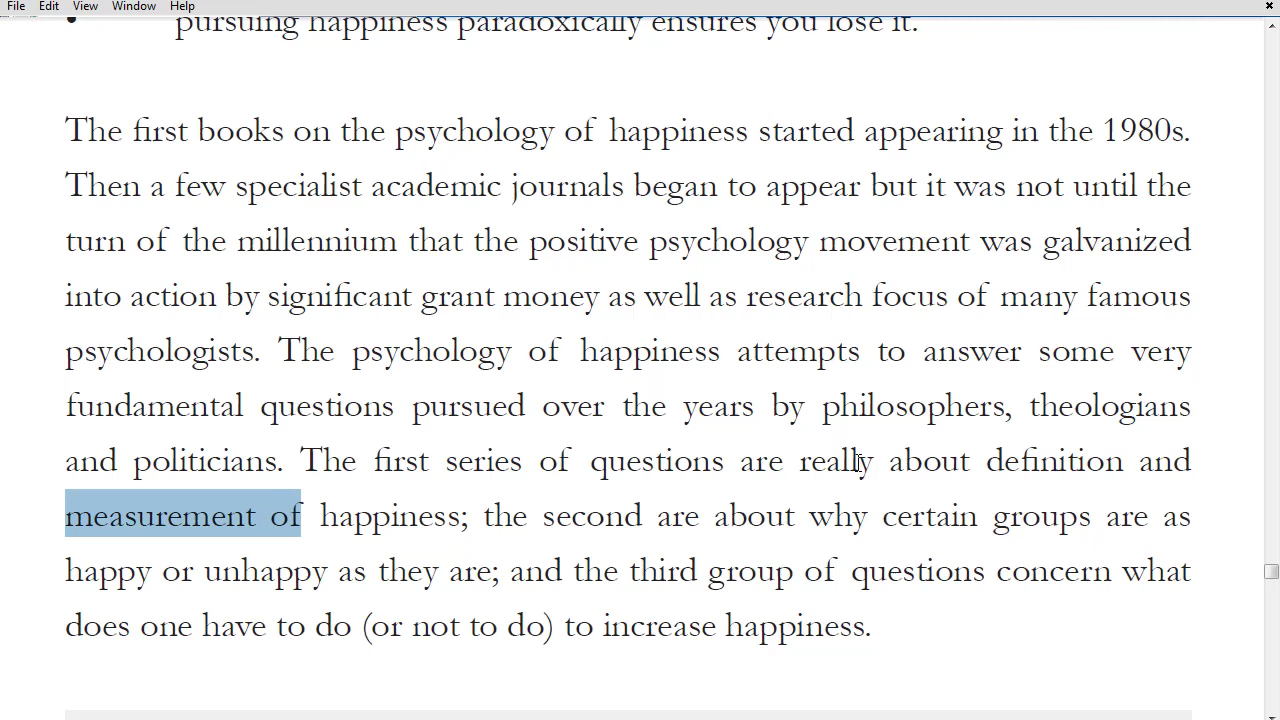 File Edit View Window Help
pursuing happiness paradoxically ensures you lose it.
The first books on the psychology of happiness started appearing in the 1980s.
Then a few specialist academic journals began to appear but it was not until the
turn of the millennium that the positive psychology movement was galvanized
into action by significant grant money as well as research focus of many famous
psychologists. The psychology of happiness attempts to answer some very
fundamental questions pursued over the years by philosophers, theologians
and politicians. The first series of questions are really about definition and
measurement of happiness; the second are about why certain groups are as
happy or unhappy as they are; and the third group of questions concern what
does one have to do (or not to do) to increase happiness.